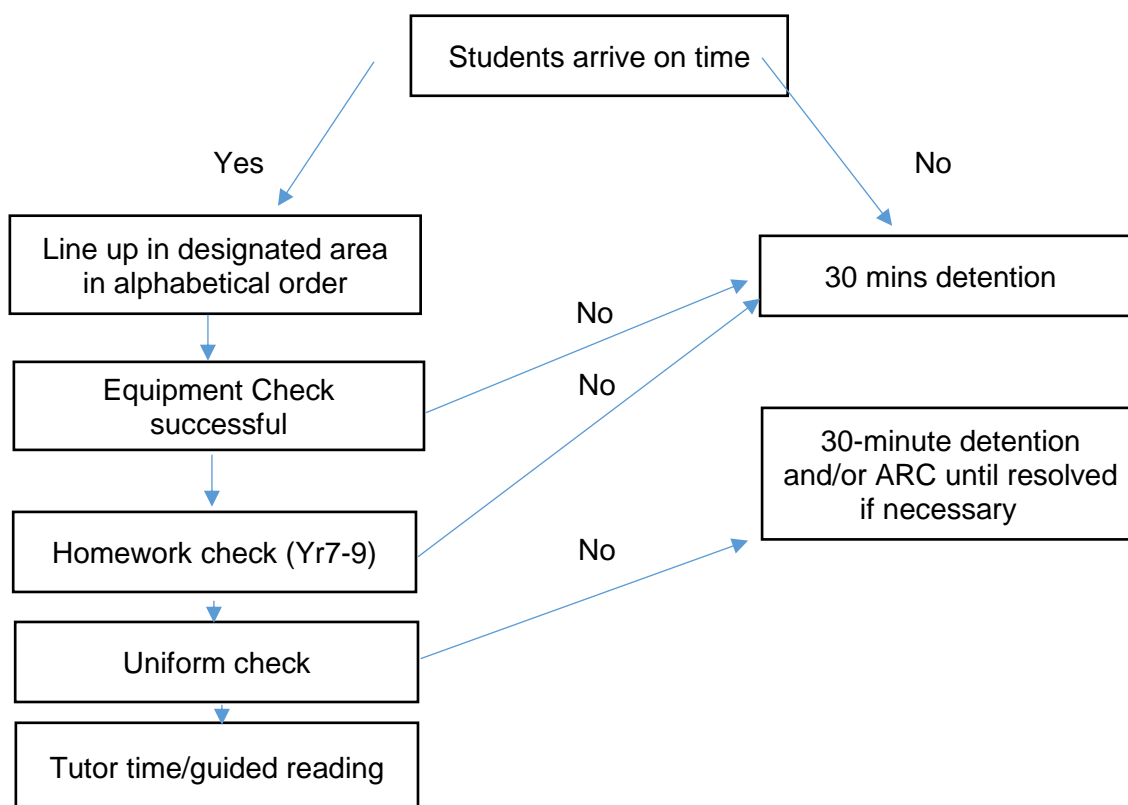 Students arrive on time
Yes
No
Line up in designated area
in alphabetical order
30 mins detention
No
Equipment Check
successful
No
30-minute detention
and/or ARC until resolved
if necessary
Homework check (Yr7-9)
No
Uniform check
Tutor time/guided reading